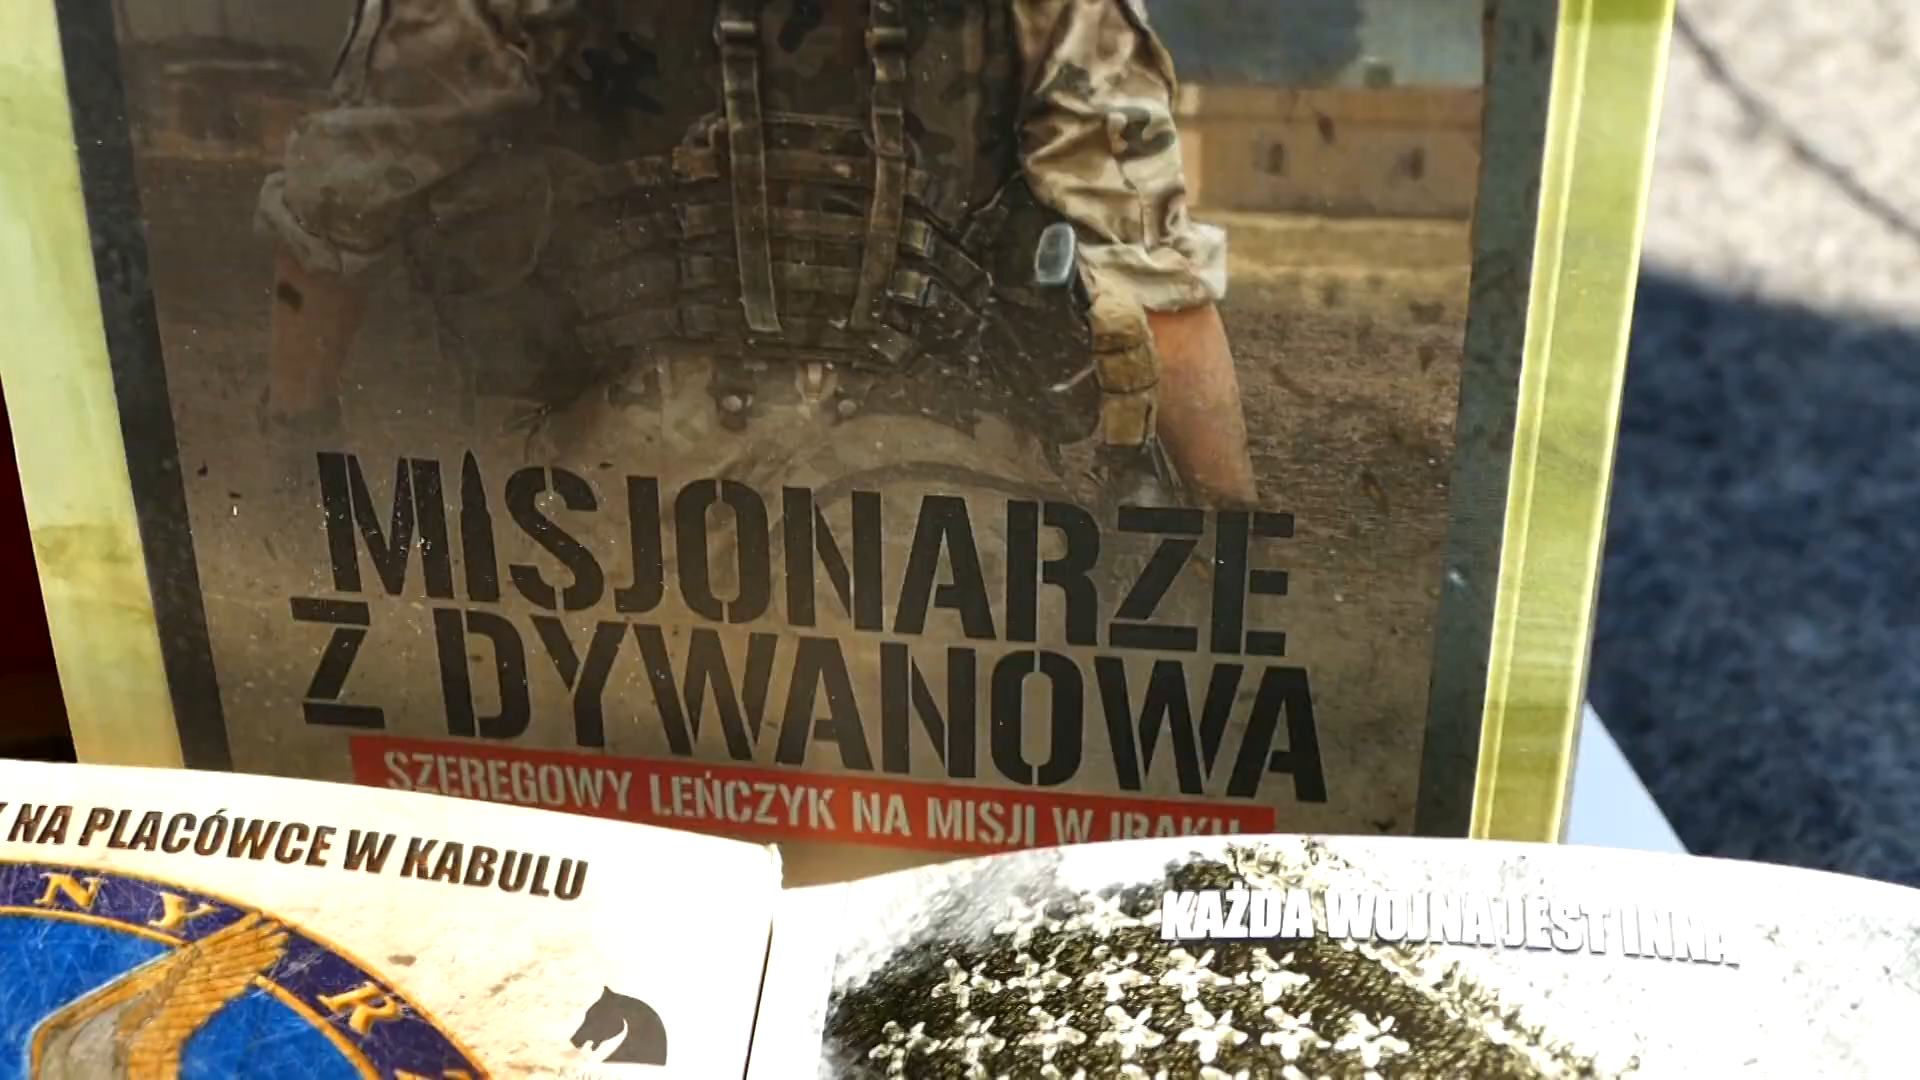 MISJONARZE
Z DYWANOWA
SZEREGOWY LEŃCZYK NA MISJI W IRAKU
NA PLACÓWCE W KABULU
KAŻDA WOJNA JEST INNA